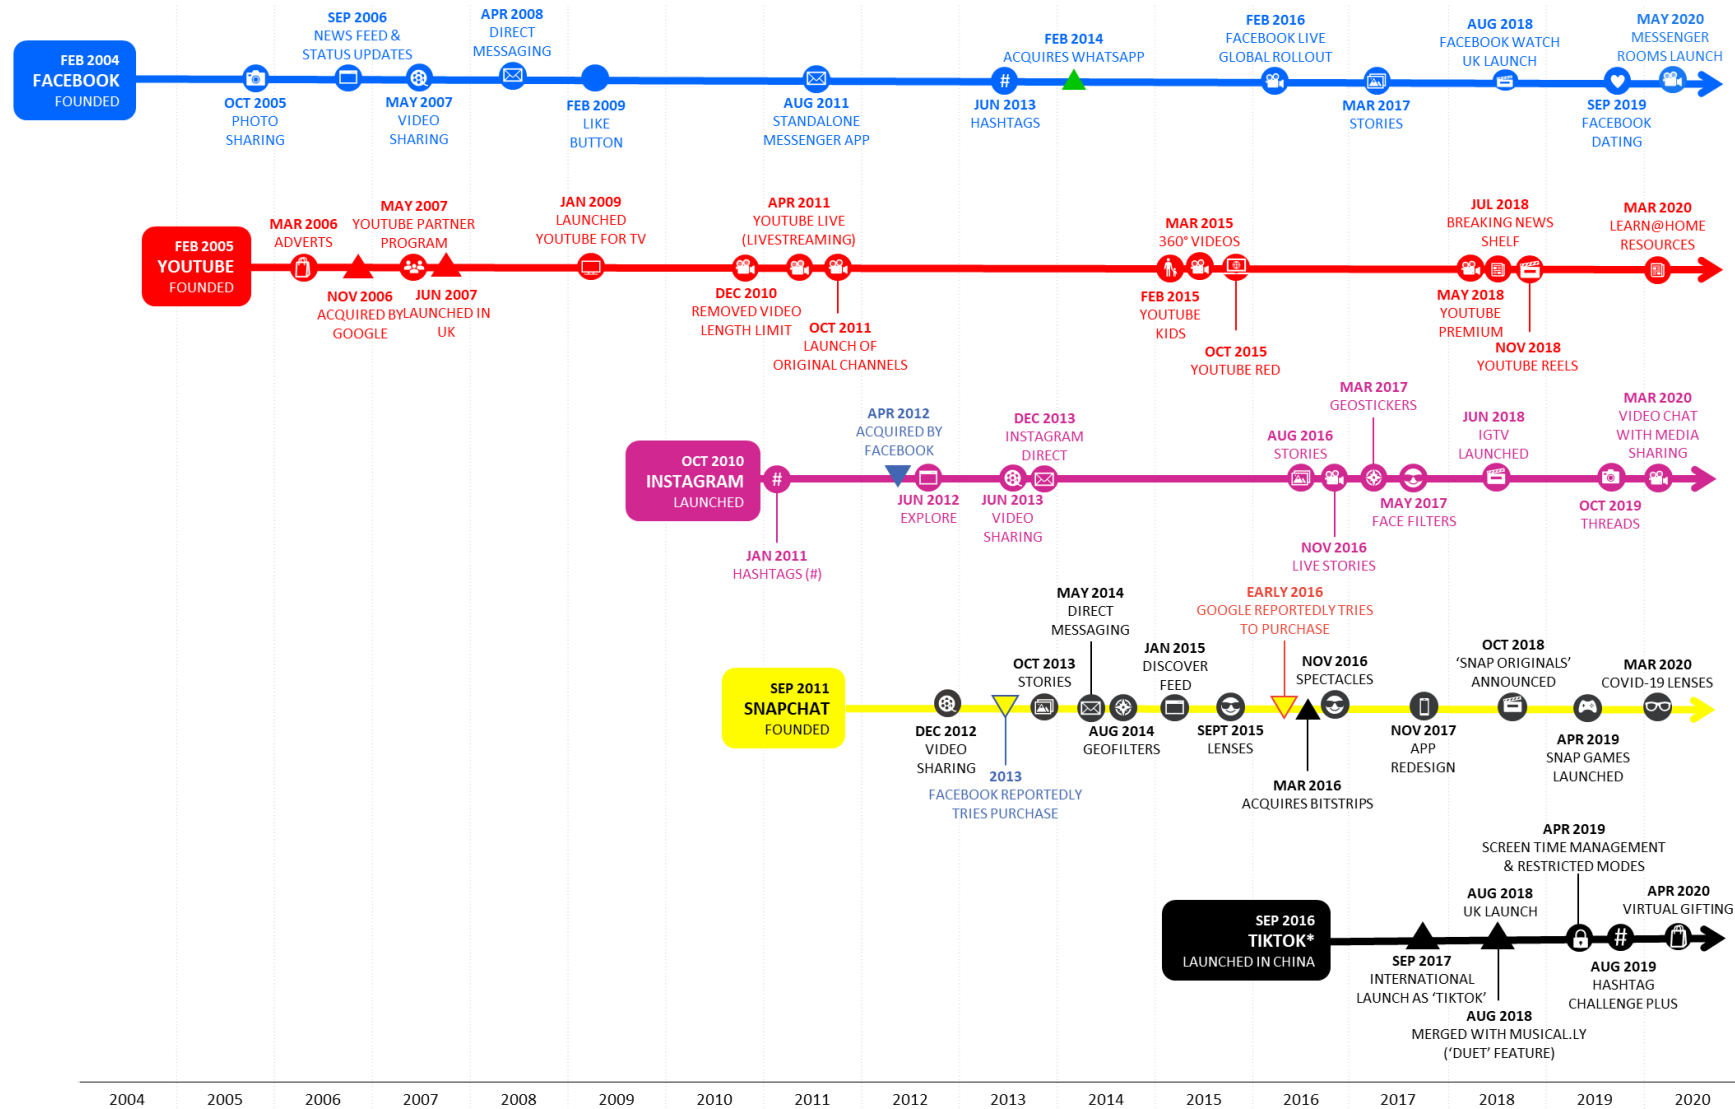 FEB 2004
FACEBOOK
FOUNDED
OCT 2005
PHOTO
SHARING
SEP 2006
NEWS FEED &
STATUS UPDATES
MAY 2007
VIDEO
SHARING
APR 2008
DIRECT
MESSAGING
FEB 2009
LIKE
BUTTON
AUG 2011
STANDALONE
MESSENGER APP
#
JUN 2013
HASHTAGS
FEB 2014
ACQUIRES WHATSAPP
FEB 2016
FACEBOOK LIVE
GLOBAL ROLLOUT
MAR 2017
STORIES
AUG 2018
FACEBOOK WATCH
UK LAUNCH
SEP 2019
FACEBOOK
DATING
MAY 2020
MESSENGER
ROOMS LAUNCH
FEB 2005
YOUTUBE
FOUNDED
MAR 2006
ADVERTS
NOV 2006
ACQUIRED BY
GOOGLE
MAY 2007
YOUTUBE PARTNER
PROGRAM
JUN 2007
LAUNCHED IN
UK
JAN 2009
LAUNCHED
YOUTUBE FOR TV
DEC 2010
REMOVED VIDEO
LENGTH LIMIT
APR 2011
YOUTUBE LIVE
(LIVESTREAMING)
OCT 2011
LAUNCH OF
ORIGINAL CHANNELS
FEB 2015
YOUTUBE
KIDS
MAR 2015
360° VIDEOS
OCT 2015
YOUTUBE RED
MAY 2018
YOUTUBE
PREMIUM
JUL 2018
BREAKING NEWS
SHELF
NOV 2018
YOUTUBE REELS
MAR 2020
LEARN@HOME
RESOURCES
OCT 2010
INSTAGRAM
LAUNCHED
#
JAN 2011
HASHTAGS (#)
APR 2012
ACQUIRED BY
FACEBOOK
JUN 2012
EXPLORE
JUN 2013
VIDEO
SHARING
DEC 2013
INSTAGRAM
DIRECT
AUG 2016
STORIES
NOV 2016
LIVE STORIES
MAR 2017
GEOSTICKERS
MAY 2017
FACE FILTERS
JUN 2018
IGTV
LAUNCHED
OCT 2019
THREADS
MAR 2020
VIDEO CHAT
WITH MEDIA
SHARING
SEP 2011
SNAPCHAT
FOUNDED
DEC 2012
VIDEO
SHARING
2013
FACEBOOK REPORTEDLY
TRIES PURCHASE
OCT 2013
STORIES
MAY 2014
DIRECT
MESSAGING
AUG 2014
GEOFILTERS
JAN 2015
DISCOVER
FEED
SEPT 2015
LENSES
EARLY 2016
GOOGLE REPORTEDLY TRIES
TO PURCHASE
MAR 2016
ACQUIRES BITSTRIPS
NOV 2016
SPECTACLES
NOV 2017
APP
REDESIGN
OCT 2018
‘SNAP ORIGINALS’
ANNOUNCED
APR 2019
SNAP GAMES
LAUNCHED
MAR 2020
COVID-19 LENSES
SEP 2016
TIKTOK*
LAUNCHED IN CHINA
SEP 2017
INTERNATIONAL
LAUNCH AS ‘TIKTOK’
AUG 2018
UK LAUNCH
AUG 2018
MERGED WITH MUSICAL.LY
(‘DUET’ FEATURE)
APR 2019
SCREEN TIME MANAGEMENT
& RESTRICTED MODES
#
AUG 2019
HASHTAG
CHALLENGE PLUS
APR 2020
VIRTUAL GIFTING
2004 2005 2006 2007 2008 2009 2010 2011 2012 2013 2014 2015 2016 2017 2018 2019 2020